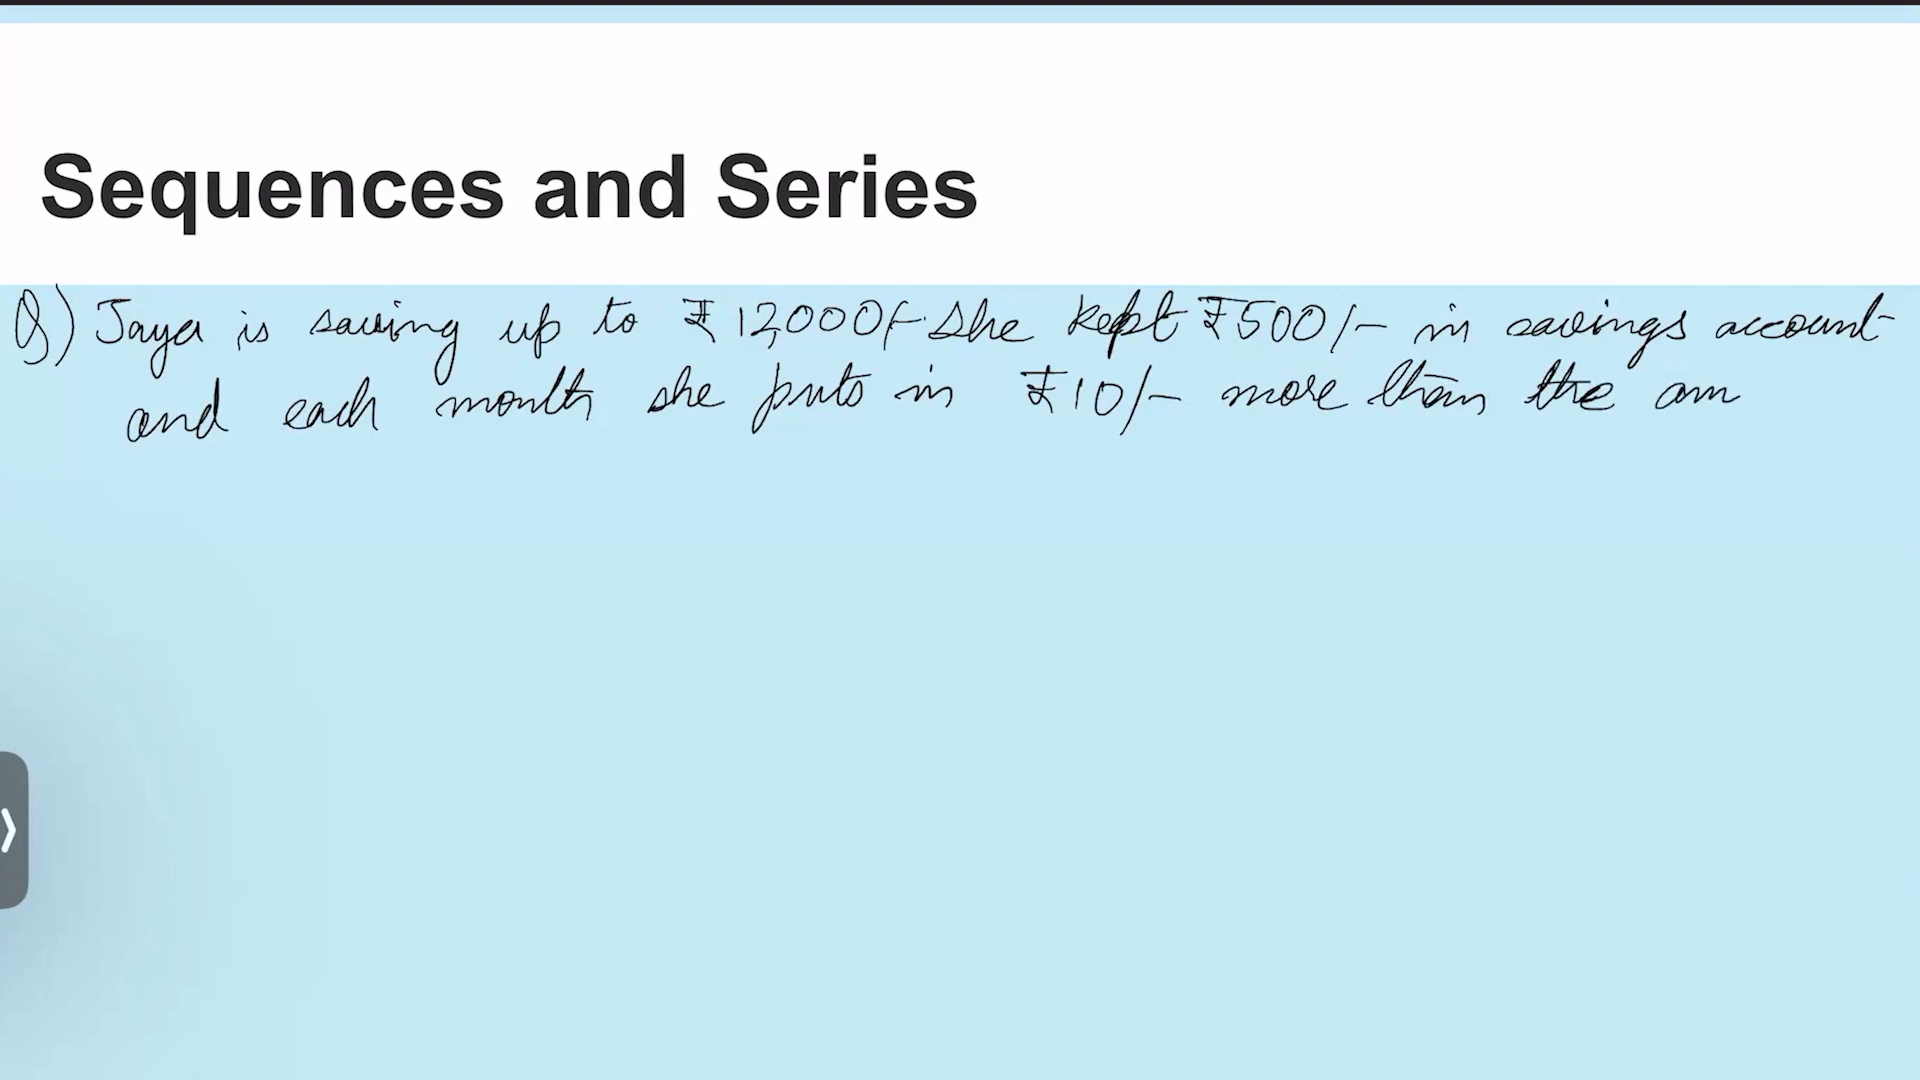 Sequences and Series
Q) Jaya is saving up to ₹12,000/-. She kept ₹500/- in savings account
and each month she puts in ₹10/- more than the am